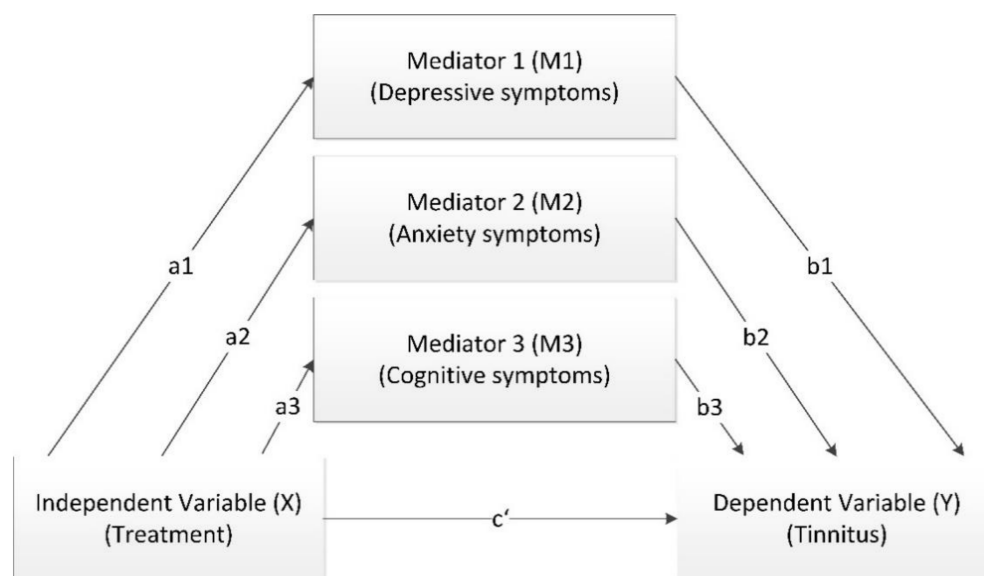 Mediator 1 (M1)
(Depressive symptoms)
Mediator 2 (M2)
(Anxiety symptoms)
a1
b1
a2
b2
Mediator 3 (M3)
(Cognitive symptoms)
a3
b3
Independent Variable (X)
(Treatment)
c‘
Dependent Variable (Y)
(Tinnitus)